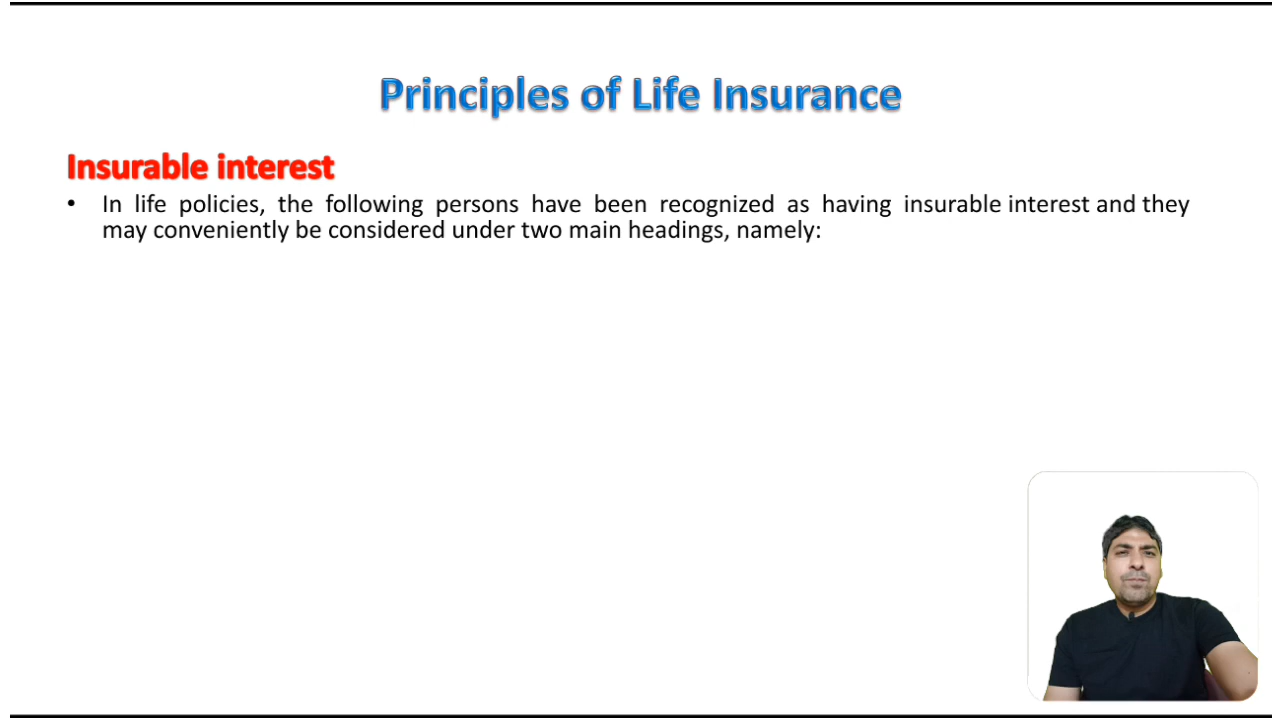 Principles of Life Insurance
Insurable interest
• In life policies, the following persons have been recognized as having insurable interest and they
may conveniently be considered under two main headings, namely: